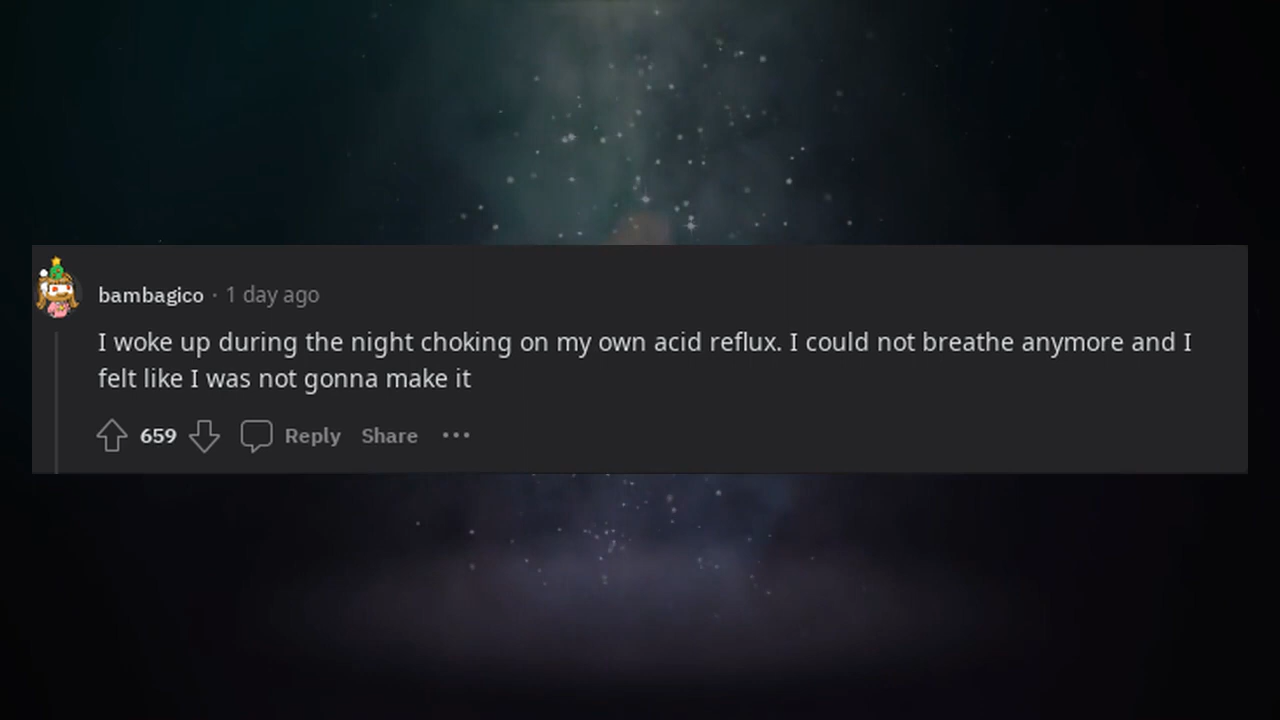 bambagico · 1 day ago
I woke up during the night choking on my own acid reflux. I could not breathe anymore and I
felt like I was not gonna make it
659 Reply Share ···